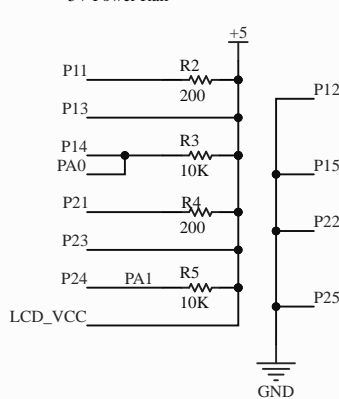 +5
P11
R2
200
P12
P13
P14
R3
PA0
10K
P15
P21
R4
200
P22
P23
P24
PA1
R5
10K
P25
LCD_VCC
GND